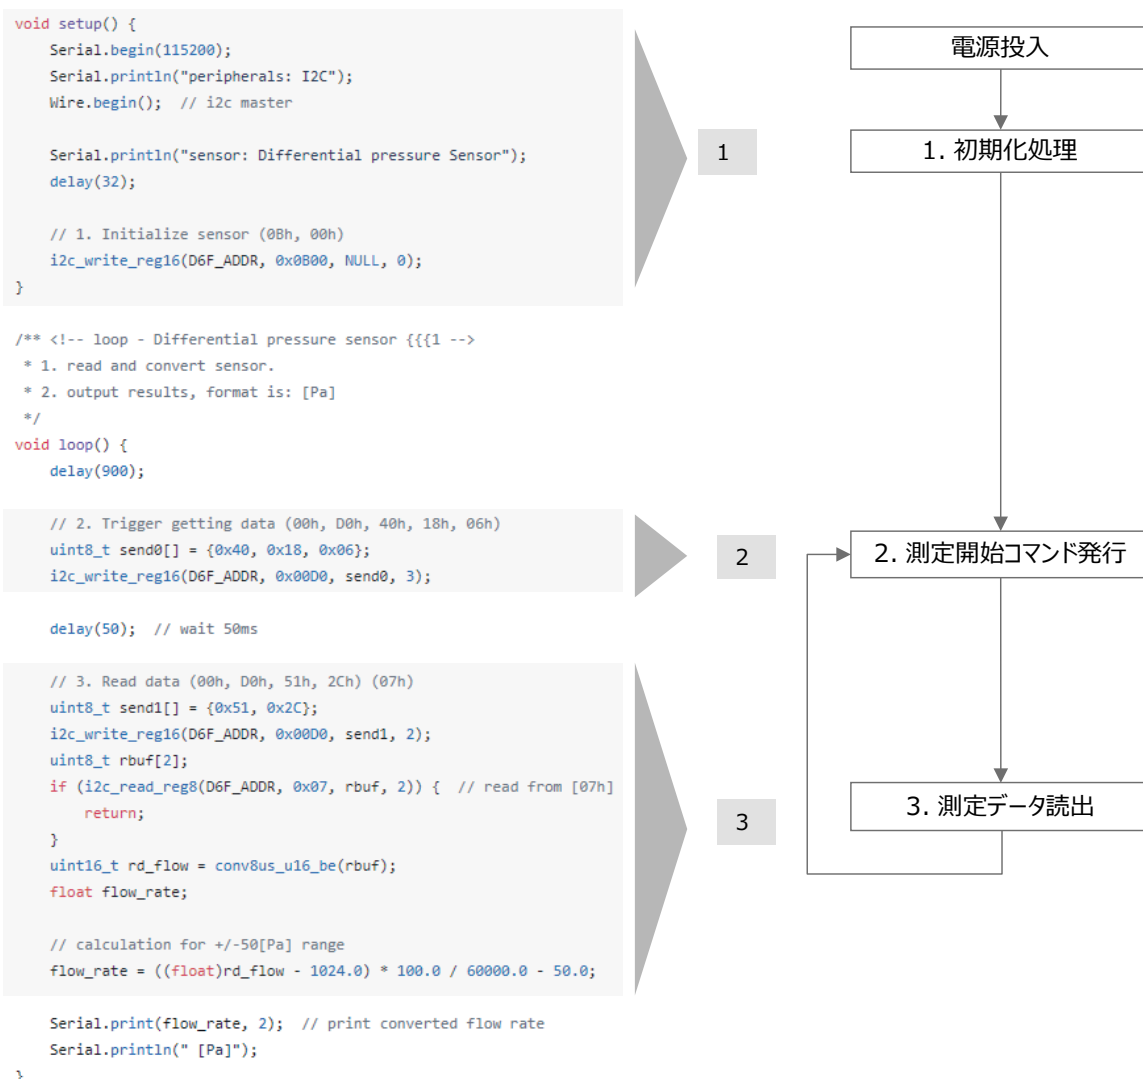 void setup() {
Serial.begin(115200);
Serial.println("peripherals: I2C");
Wire.begin();  // i2c master
Serial.println("sensor: Differential pressure Sensor");
delay(32);
// 1. Initialize sensor (0Bh, 00h)
i2c_write_reg16(D6F_ADDR, 0x0B00, NULL, 0);
}
/** <!-- loop - Differential pressure sensor {{{1 -->
* 1. read and convert sensor.
* 2. output results, format is: [Pa]
*/
void loop() {
delay(900);
// 2. Trigger getting data (00h, D0h, 40h, 18h, 06h)
uint8_t send0[] = {0x40, 0x18, 0x06};
i2c_write_reg16(D6F_ADDR, 0x00D0, send0, 3);
delay(50);  // wait 50ms
// 3. Read data (00h, D0h, 51h, 2Ch) (07h)
uint8_t send1[] = {0x51, 0x2C};
i2c_write_reg16(D6F_ADDR, 0x00D0, send1, 2);
uint8_t rbuf[2];
if (i2c_read_reg8(D6F_ADDR, 0x07, rbuf, 2)) {  // read from [07h]
return;
}
uint16_t rd_flow = conv8us_u16_be(rbuf);
float flow_rate;
// calculation for +/-50[Pa] range
flow_rate = ((float)rd_flow - 1024.0) * 100.0 / 60000.0 - 50.0;
Serial.print(flow_rate, 2);  // print converted flow rate
Serial.println(" [Pa]");
}
1
2
3
電源投入
1. 初期化処理
2. 測定開始コマンド発行
3. 測定データ読出